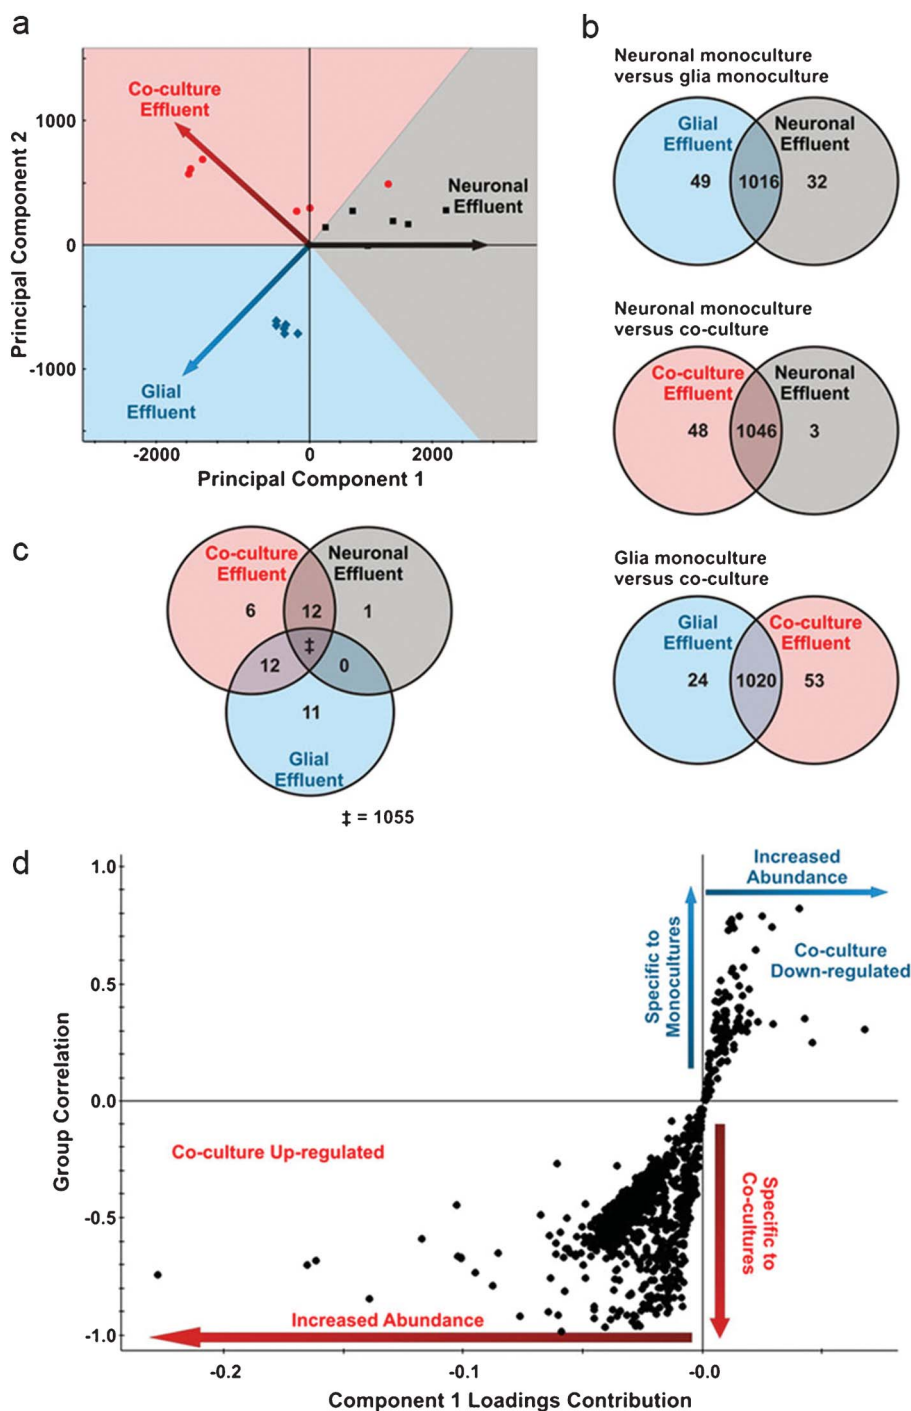 a
Co-culture
Effluent
Neuronal
Effluent
Glial
Effluent
1000
0
-1000
Principal Component 2
-2000
0
2000
Principal Component 1
b
Neuronal monoculture
versus glia monoculture
Glial
Effluent
Neuronal
Effluent
49
1016
32
Neuronal monoculture
versus co-culture
Co-culture
Effluent
Neuronal
Effluent
48
1046
3
Glia monoculture
versus co-culture
Glial
Effluent
Co-culture
Effluent
24
1020
53
c
Co-culture
Effluent
Neuronal
Effluent
6
12
1
‡
12
0
11
Glial
Effluent
‡ = 1055
d
1.0
0.5
0.0
-0.5
-1.0
Group Correlation
Increased
Abundance
Specific to
Monocultures
Co-culture
Down-regulated
Co-culture Up-regulated
Specific to
Co-cultures
Increased Abundance
-0.2
-0.1
-0.0
Component 1 Loadings Contribution